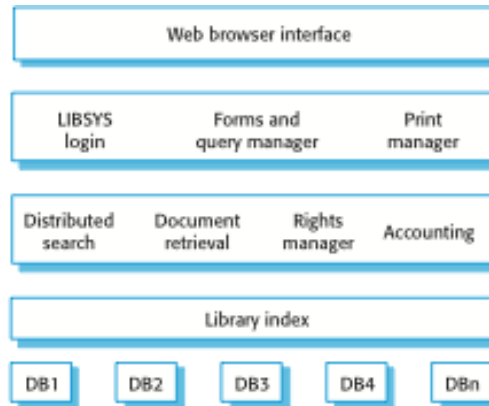 Web browser interface
LIBSYS login
Forms and query manager
Print manager
Distributed search
Document retrieval
Rights manager
Accounting
Library index
DB1 DB2 DB3 DB4 DBn